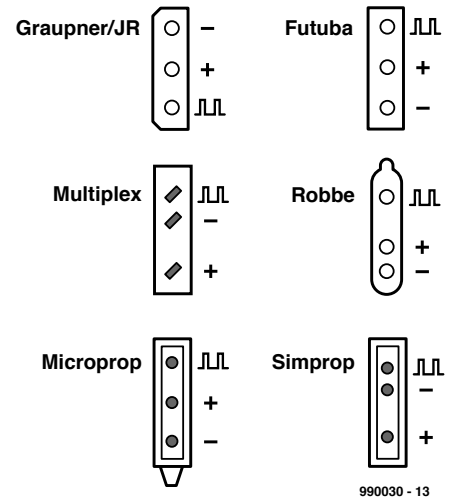 Graupner/JR
−
+
Futuba
+
−
Multiplex
−
+
Robbe
+
−
Microprop
+
−
Simprop
−
+
990030 - 13